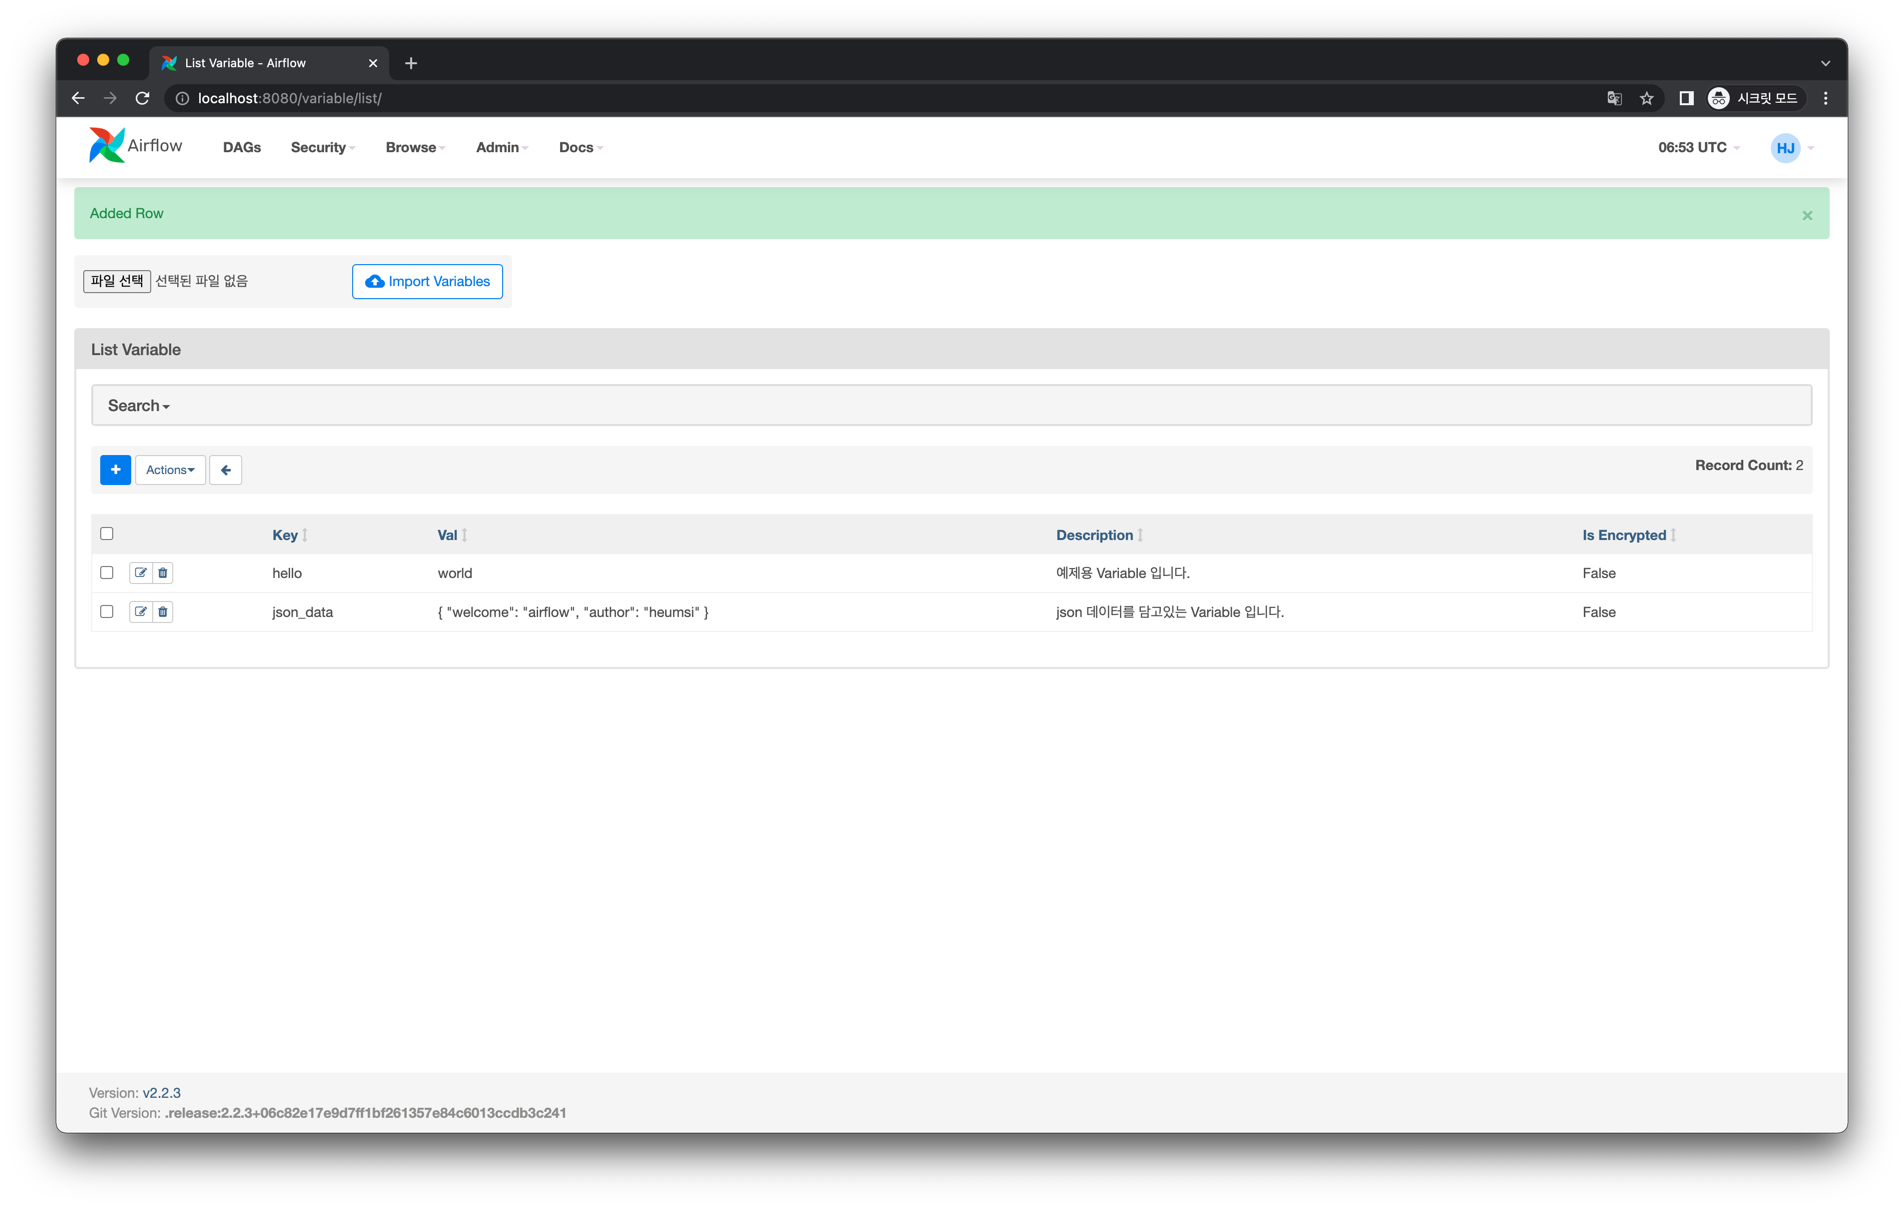 List Variable - Airflow
localhost:8080/variable/list/
시크릿 모드
Airflow DAGs Security Browse Admin Docs 06:53 UTC HJ
Added Row ×
파일 선택 선택된 파일 없음 Import Variables
List Variable
Search
+ Actions Record Count: 2
Key Val Description Is Encrypted
hello world 예제용 Variable 입니다. False
json_data { "welcome": "airflow", "author": "heumsi" } json 데이터를 담고있는 Variable 입니다. False
Version: v2.2.3
Git Version: .release:2.2.3+06c82e17e9d7ff1bf261357e84c6013ccdb3c241